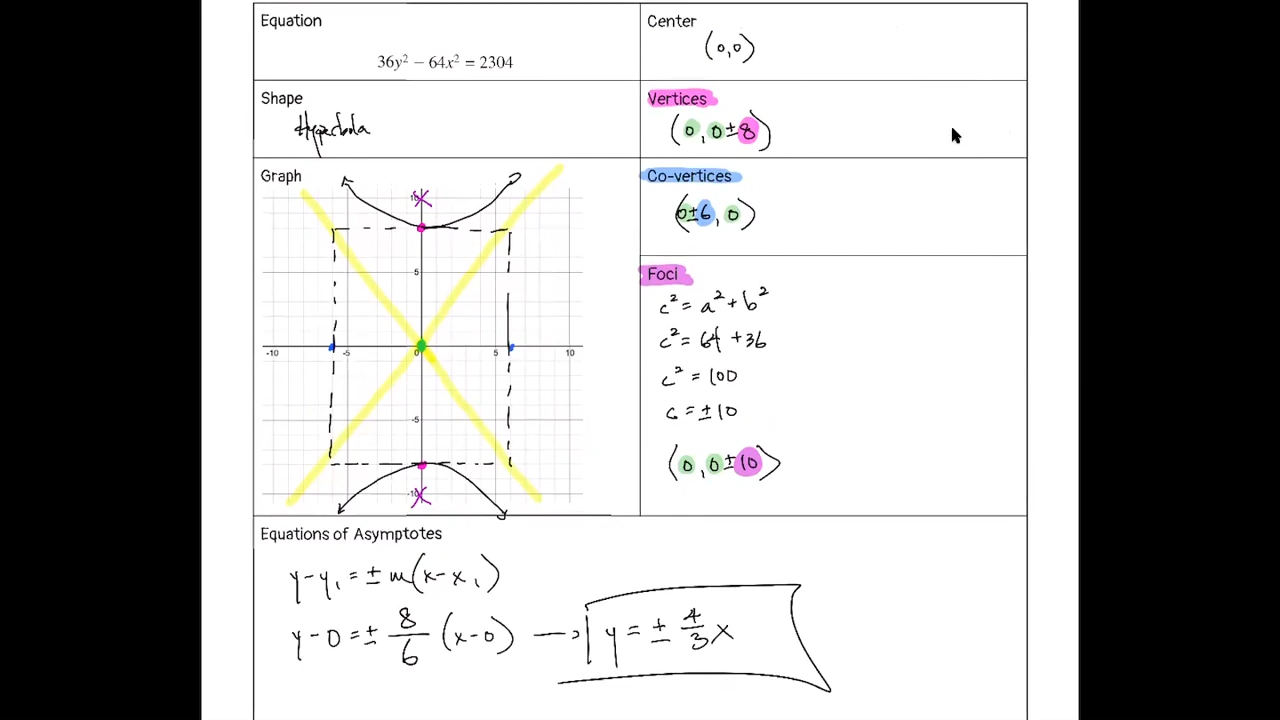 Equation
36y² − 64x² = 2304
Center
(0,0)
Shape
Hyperbola
Vertices
(0, 0±8)
Graph
Co-vertices
(0±6, 0)
10
5
-10
-5
0
5
10
-5
-10
Foci
c² = a² + b²
c² = 64 + 36
c² = 100
c = ±10
(0, 0±10)
Equations of Asymptotes
y-y₁ = ± m(x-x₁)
y-0 = ± 8/6 (x-0) → y = ± 4/3 x